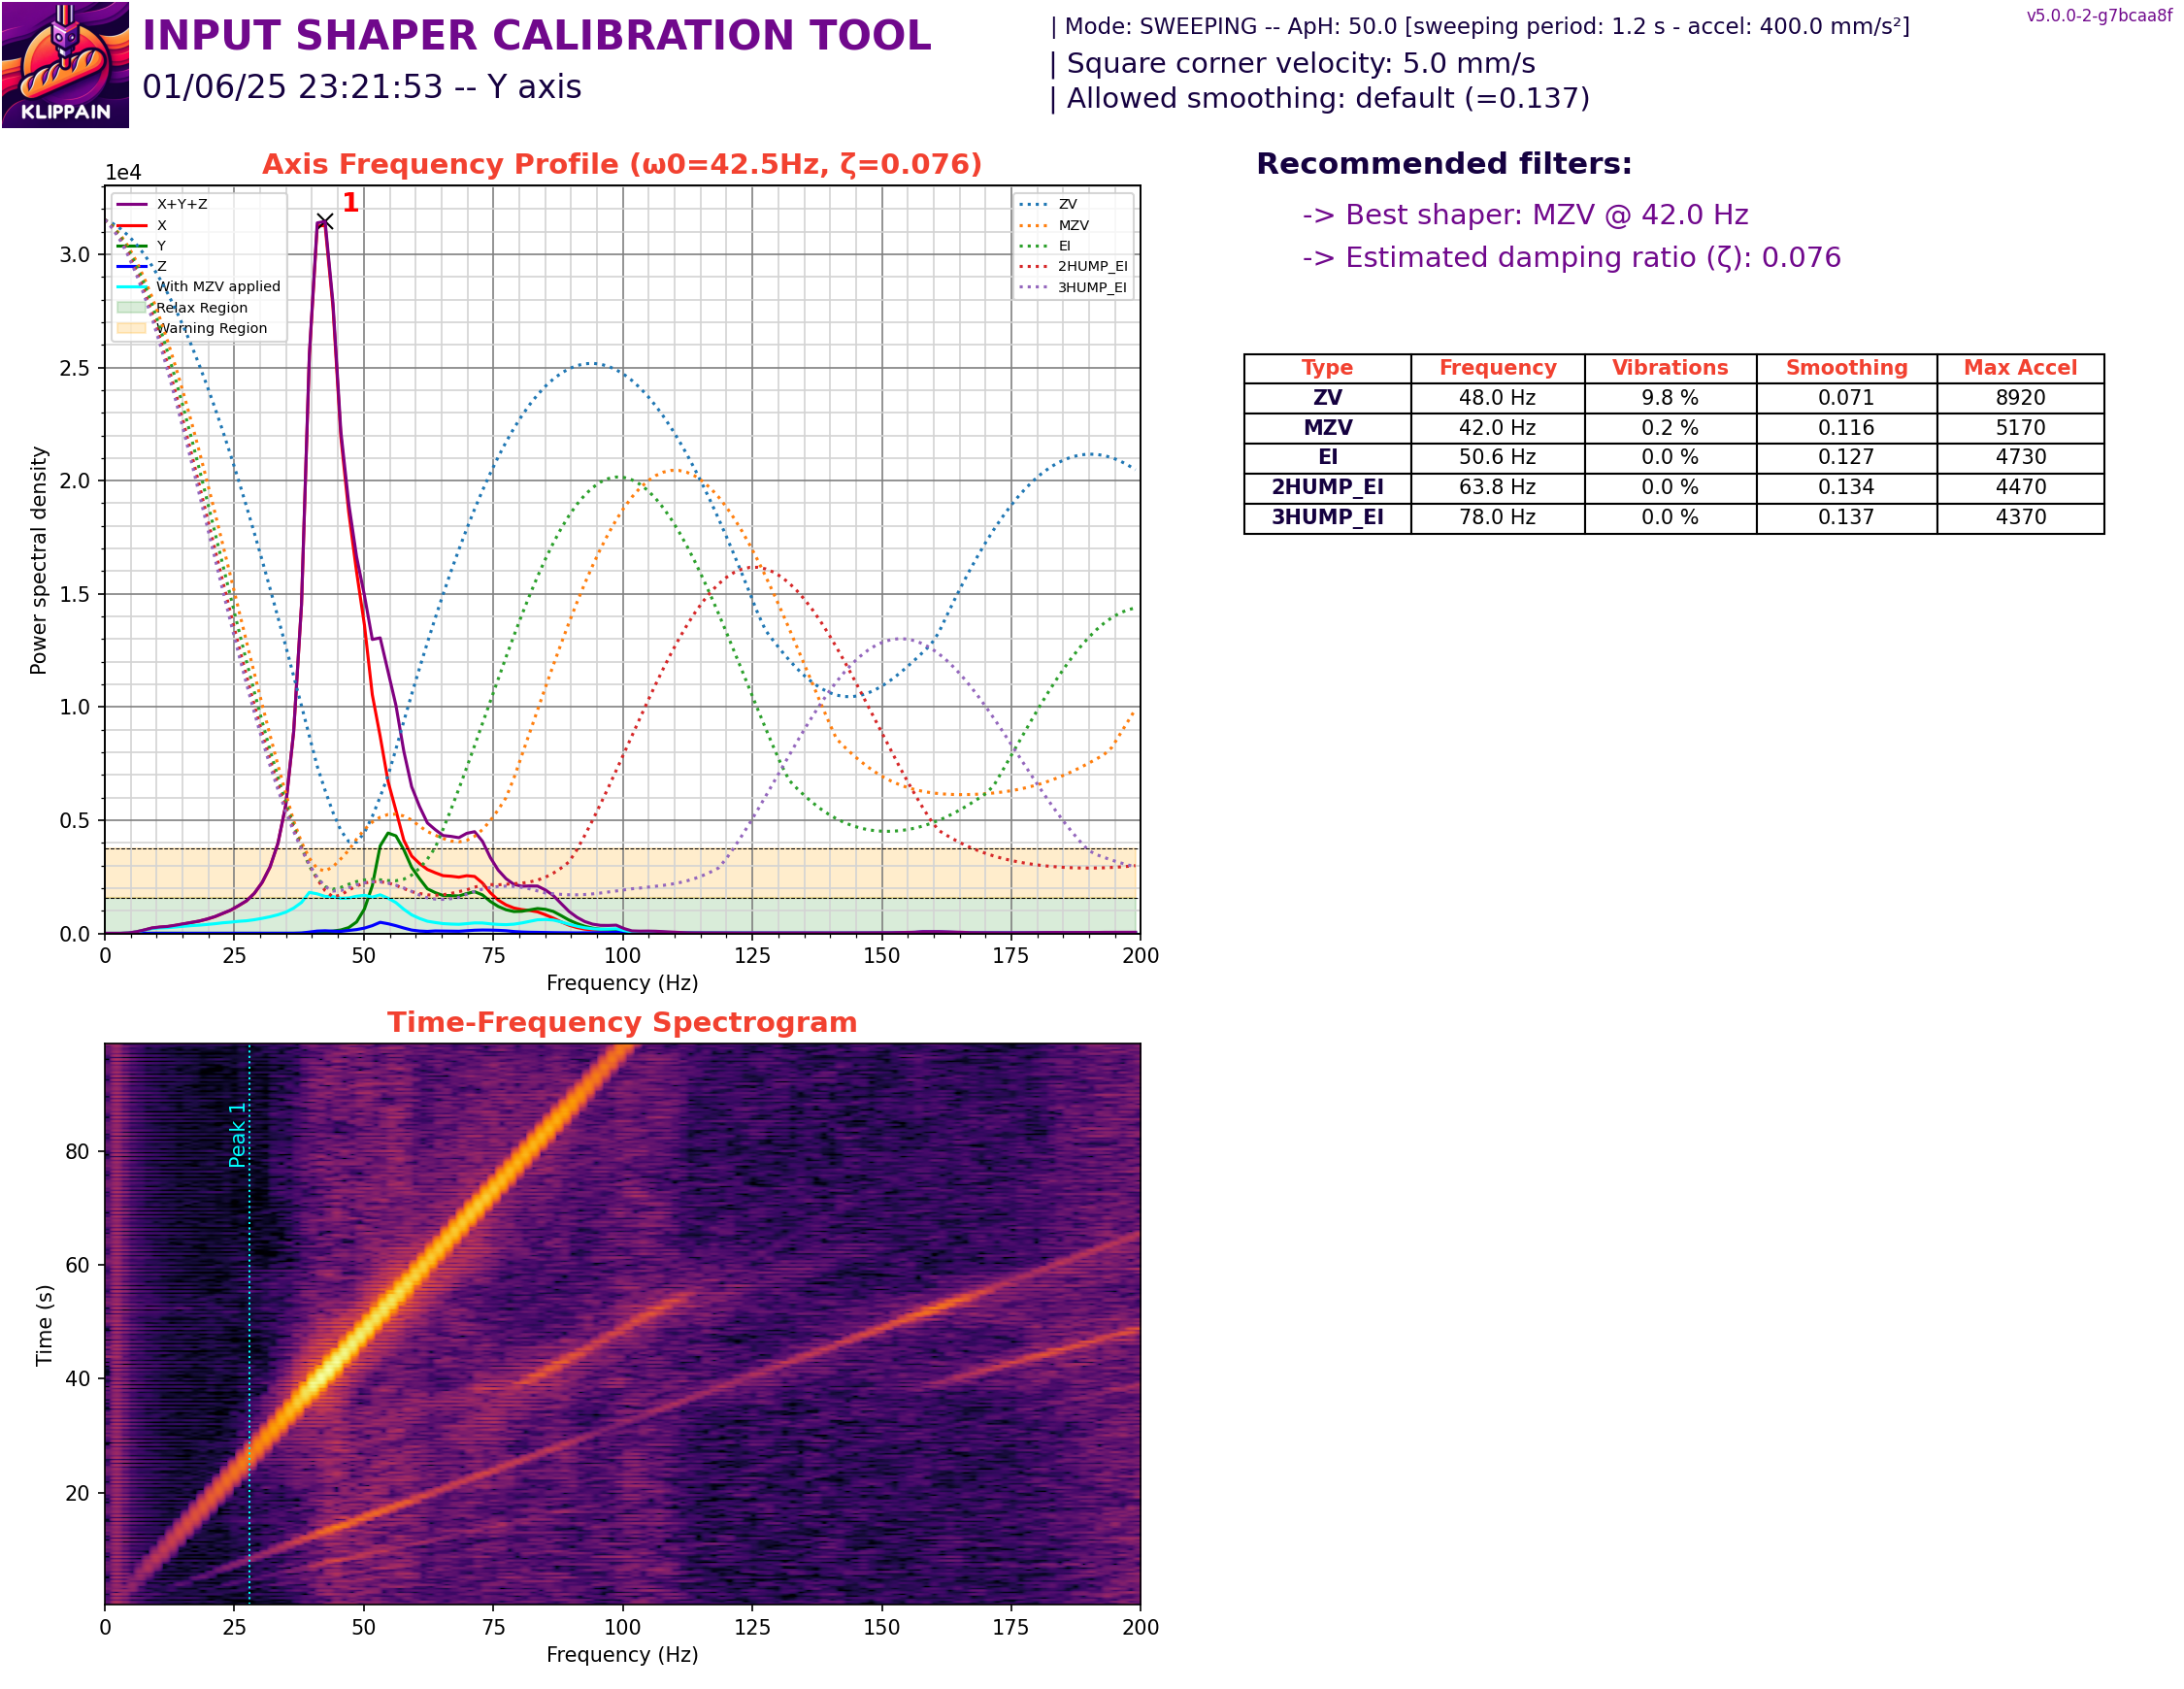 KLIPPAIN
INPUT SHAPER CALIBRATION TOOL
01/06/25 23:21:53 -- Y axis
| Mode: SWEEPING -- ApH: 50.0 [sweeping period: 1.2 s - accel: 400.0 mm/s²]
| Square corner velocity: 5.0 mm/s
| Allowed smoothing: default (=0.137)
v5.0.0-2-g7bcaa8f
Axis Frequency Profile (ω0=42.5Hz, ζ=0.076)
1e4
1
X+Y+Z
X
Y
Z
With MZV applied
Relax Region
Warning Region
ZV
MZV
EI
2HUMP_EI
3HUMP_EI
Power spectral density
3.0
2.5
2.0
1.5
1.0
0.5
0.0
0 25 50 75 100 125 150 175 200
Frequency (Hz)
Recommended filters:
-> Best shaper: MZV @ 42.0 Hz
-> Estimated damping ratio (ζ): 0.076
Type Frequency Vibrations Smoothing Max Accel
ZV 48.0 Hz 9.8 % 0.071 8920
MZV 42.0 Hz 0.2 % 0.116 5170
EI 50.6 Hz 0.0 % 0.127 4730
2HUMP_EI 63.8 Hz 0.0 % 0.134 4470
3HUMP_EI 78.0 Hz 0.0 % 0.137 4370
Time-Frequency Spectrogram
Peak 1
Time (s)
80
60
40
20
0 25 50 75 100 125 150 175 200
Frequency (Hz)